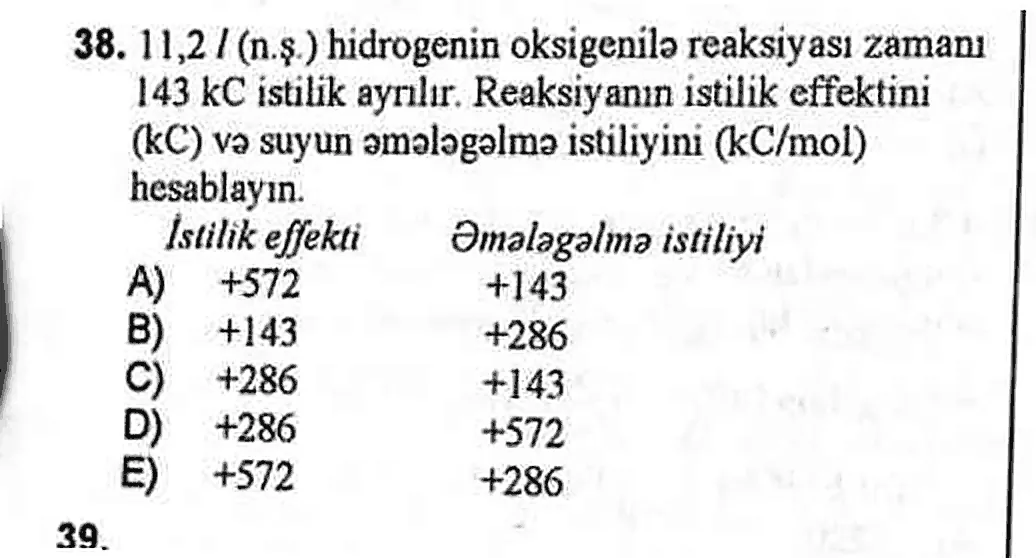 38. 11,2 l (n.ş.) hidrogenin oksigenilə reaksiyası zamanı
143 kC istilik ayrılır. Reaksiyanın istilik effektini
(kC) və suyun əmələgəlmə istiliyini (kC/mol)
hesablayın.
İstilik effekti Əmələgəlmə istiliyi
A) +572 +143
B) +143 +286
C) +286 +143
D) +286 +572
E) +572 +286
39.